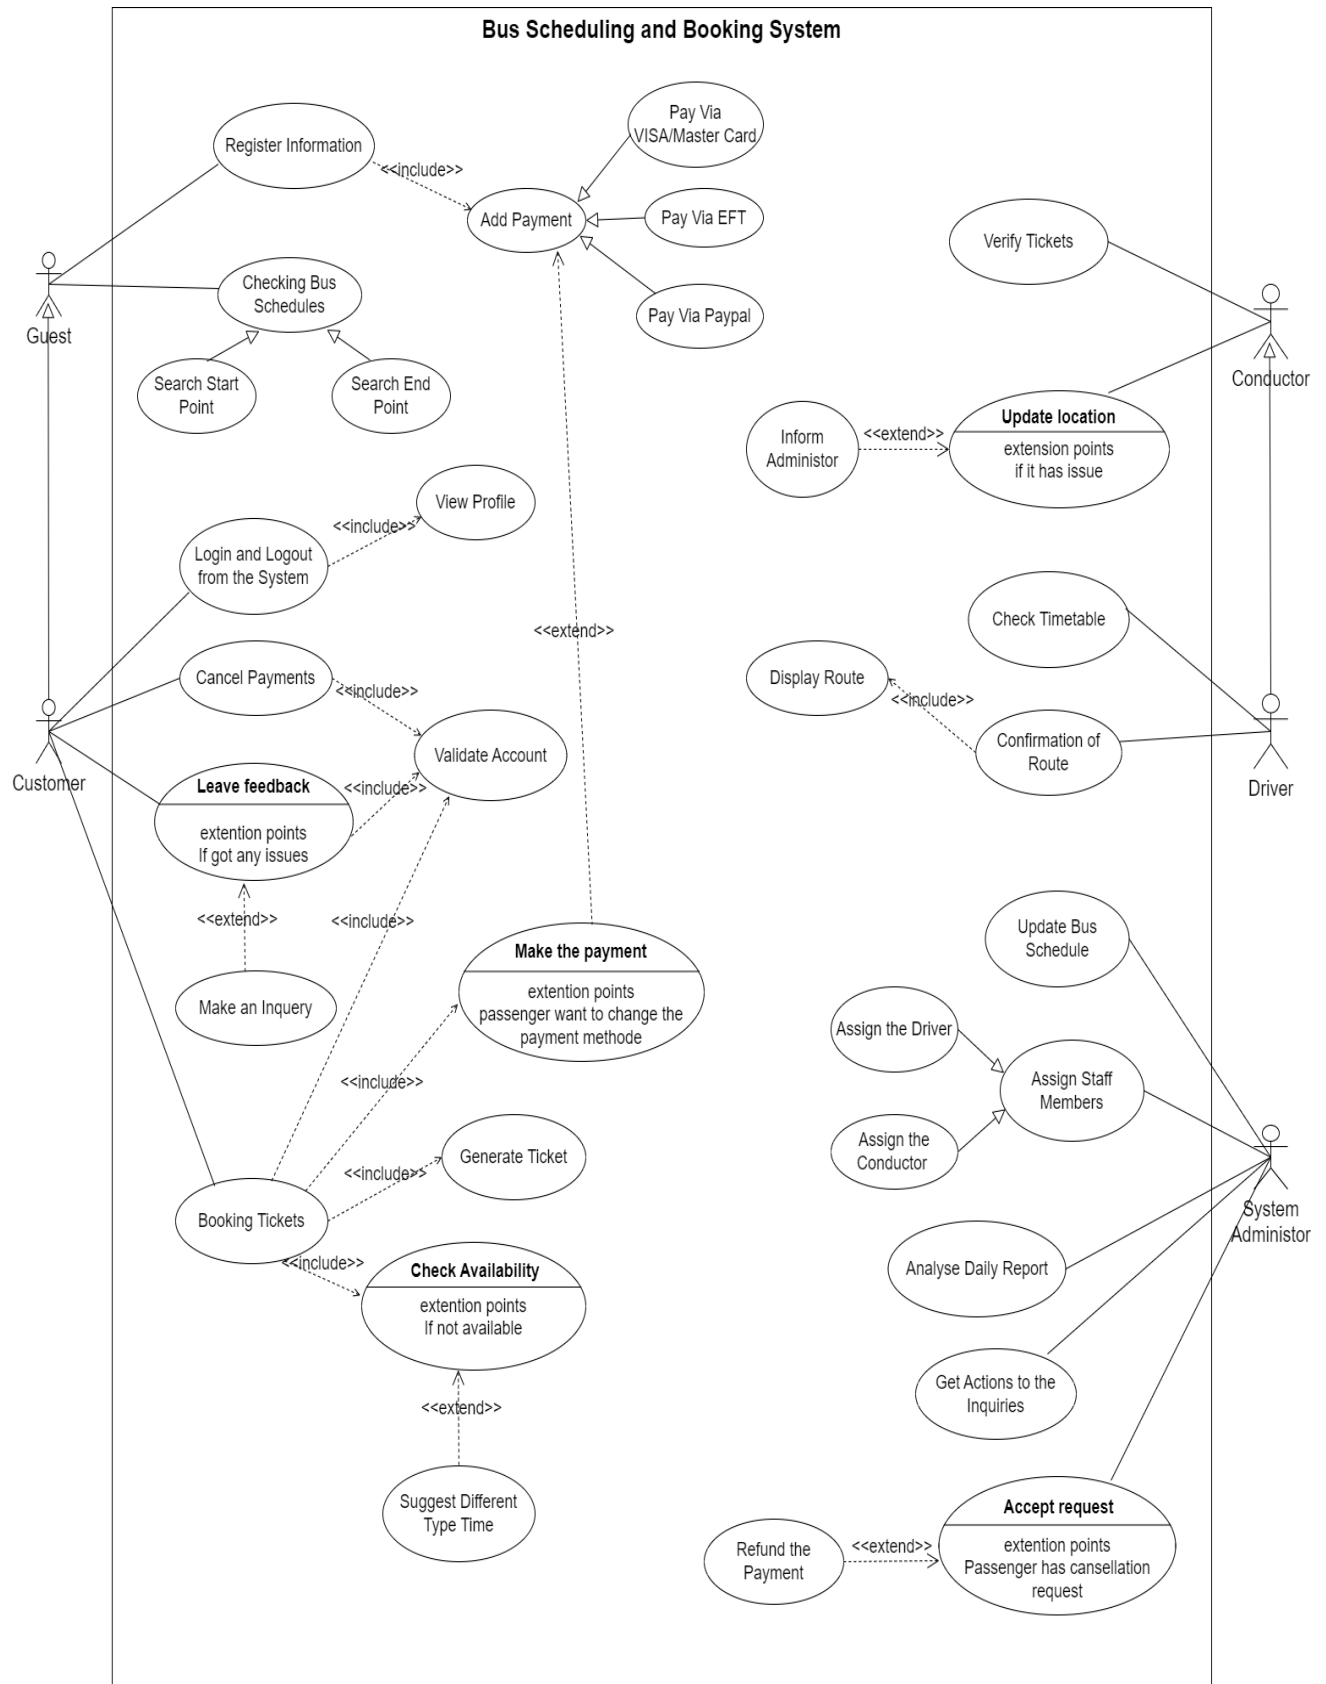 Bus Scheduling and Booking System
Register Information
<<include>>
Add Payment
Pay Via
VISA/Master Card
Pay Via EFT
Pay Via Paypal
Guest
Checking Bus
Schedules
Search Start
Point
Search End
Point
Verify Tickets
Conductor
Update location
extension points
if it has issue
<<extend>>
Inform
Administor
View Profile
<<include>>
Login and Logout
from the System
<<extend>>
Check Timetable
Display Route
<<include>>
Confirmation of
Route
Driver
Cancel Payments
<<include>>
Validate Account
Customer
Leave feedback
extention points
If got any issues
<<include>>
<<extend>>
Make an Inquery
<<include>>
Make the payment
extention points
passenger want to change the
payment methode
<<include>>
Generate Ticket
<<include>>
Booking Tickets
<<include>>
Check Availability
extention points
If not available
<<extend>>
Suggest Different
Type Time
Update Bus
Schedule
Assign the Driver
Assign Staff
Members
Assign the
Conductor
System
Administor
Analyse Daily Report
Get Actions to the
Inquiries
Accept request
extention points
Passenger has cansellation
request
<<extend>>
Refund the
Payment